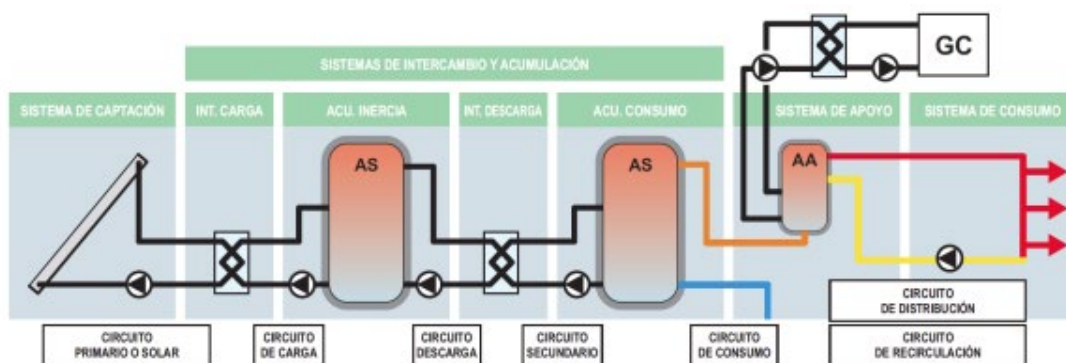 GC
SISTEMAS DE INTERCAMBIO Y ACUMULACIÓN
SISTEMA DE CAPTACIÓN
INT. CARGA
ACU. INERCIA
INT. DESCARGA
ACU. CONSUMO
SISTEMA DE APOYO
SISTEMA DE CONSUMO
AS
AS
AA
CIRCUITO
DE DISTRIBUCIÓN
CIRCUITO
PRIMARIO O SOLAR
CIRCUITO
DE CARGA
CIRCUITO
DESCARGA
CIRCUITO
SECUNDARIO
CIRCUITO
DE CONSUMO
CIRCUITO
DE RECIRCULACIÓN